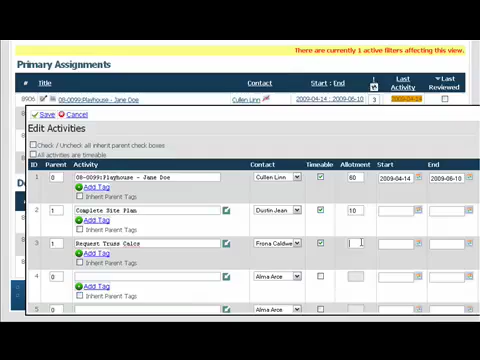 There are currently 1 active filters affecting this view.
Primary Assignments
# Title Contact Start : End ! Last Activity Last Reviewed
8906 08-0099:Playhouse - Jane Doe Cullen Linn 2009-04-14 : 2009-06-10 3 2009-04-14
Save Cancel
Edit Activities
Check / Uncheck all inherit parent check boxes
All activities are timeable
ID Parent Activity Contact Timeable Allotment Start End
1 0 08-0099:Playhouse - Jane Doe Cullen Linn 60 2009-04-14 2009-06-10
Add Tag
Inherit Parent Tags
2 1 Complete Site Plan Dustin Jean 10
Add Tag
Inherit Parent Tags
3 1 Request Truss Calcs Fiona Caldwe
Add Tag
Inherit Parent Tags
4 0 Alma Arce
Add Tag
Inherit Parent Tags
5 0 Alma Arce